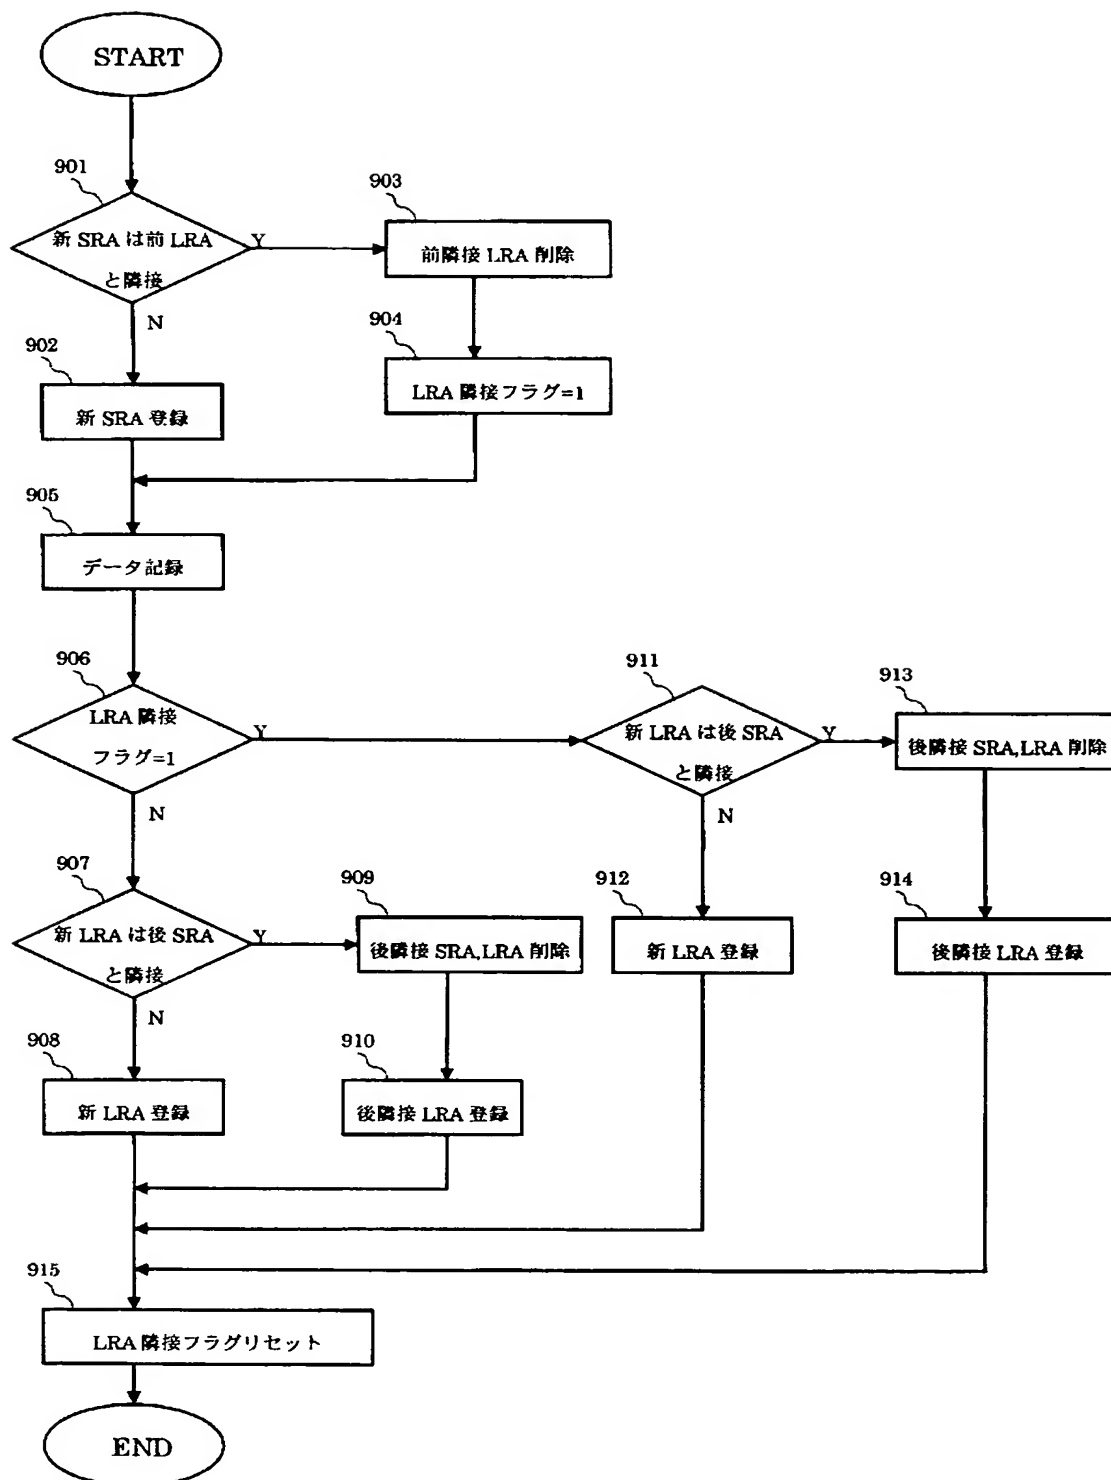 START
901
新 SRA は前 LRA
と隣接
Y
N
903
前隣接 LRA 削除
904
LRA 隣接フラグ=1
902
新 SRA 登録
905
データ記録
906
LRA 隣接
フラグ=1
Y
N
911
新 LRA は後 SRA
と隣接
Y
N
913
後隣接 SRA,LRA 削除
907
新 LRA は後 SRA
と隣接
Y
N
909
後隣接 SRA,LRA 削除
912
新 LRA 登録
914
後隣接 LRA 登録
908
新 LRA 登録
910
後隣接 LRA 登録
915
LRA 隣接フラグリセット
END